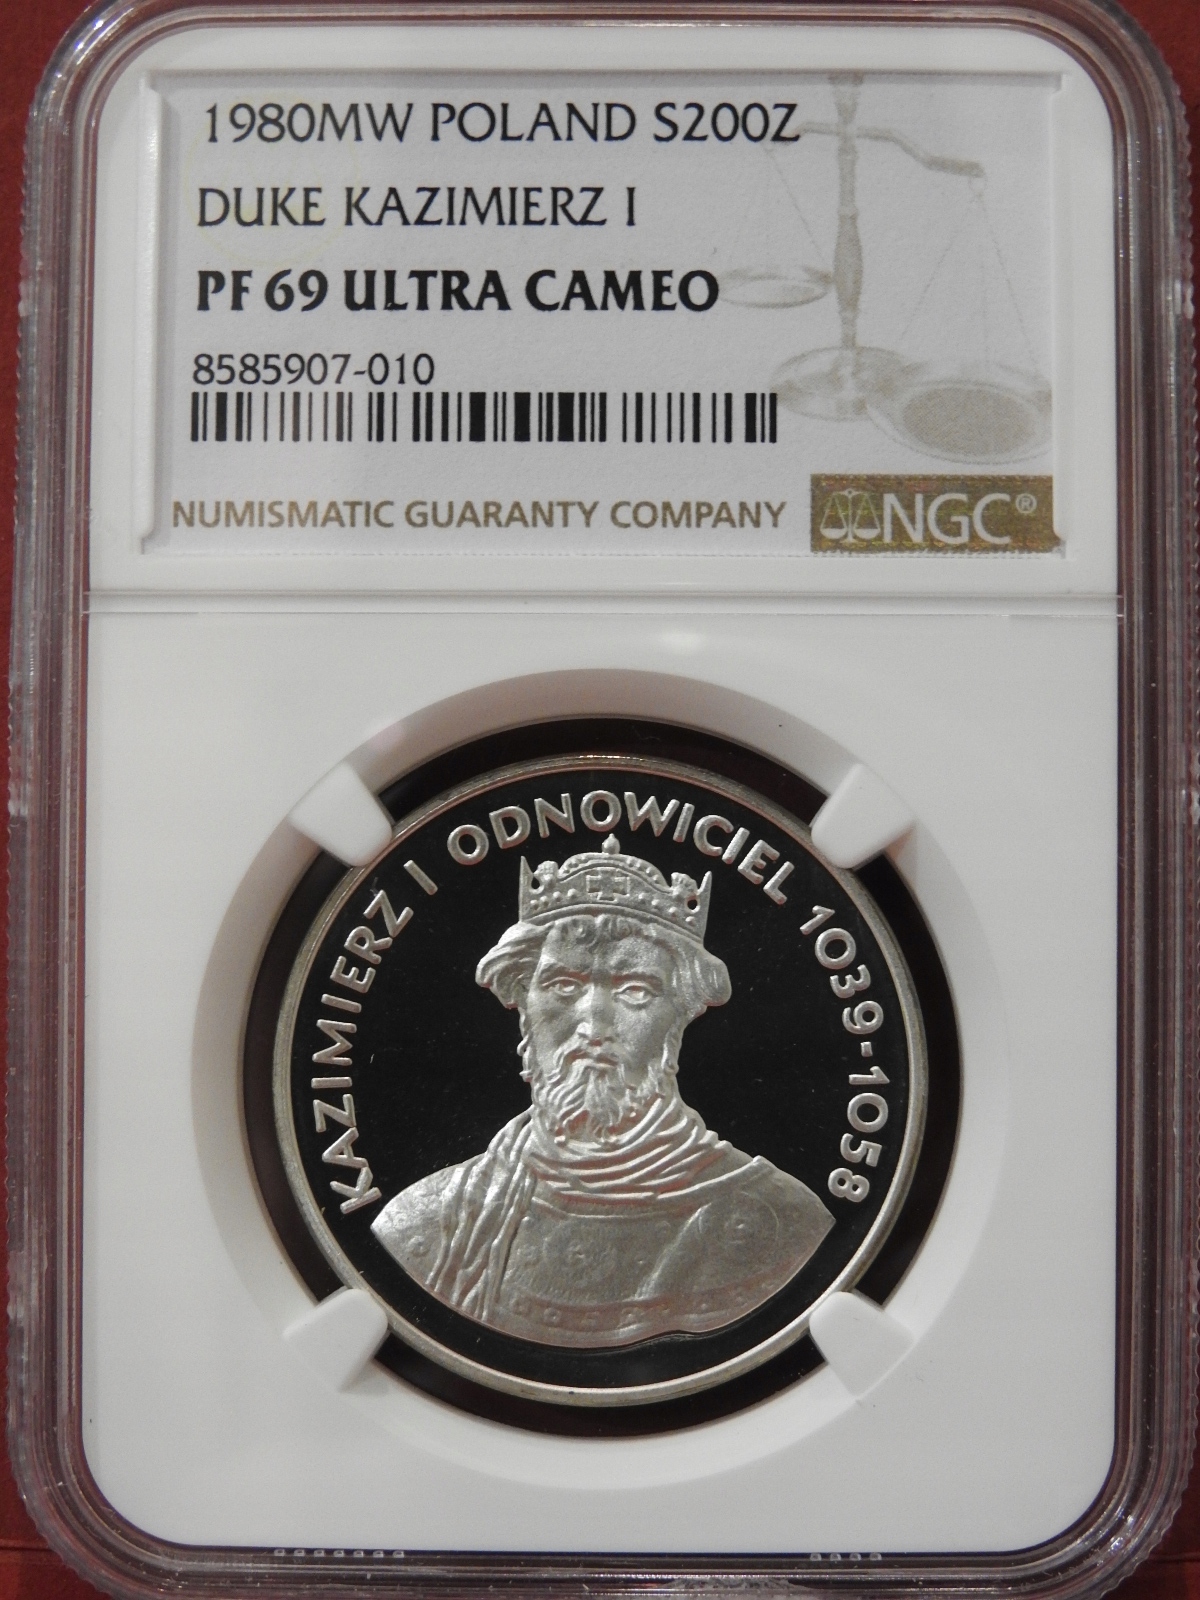 1980MW POLAND S200Z
DUKE KAZIMIERZ I
PF 69 ULTRA CAMEO
8585907-010
NUMISMATIC GUARANTY COMPANY NGC®
KAZIMIERZ I ODNOWICIEL 1039-1058